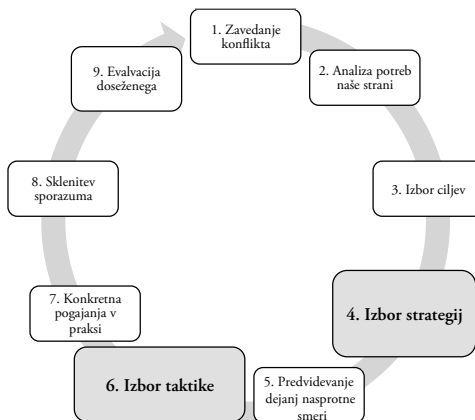 1. Zavedanje
konflikta
2. Analiza potreb
naše strani
3. Izbor ciljev
4. Izbor strategij
5. Predvidevanje
dejanj nasprotne
smeri
6. Izbor taktike
7. Konkretna
pogajanja v
praksi
8. Sklenitev
sporazuma
9. Evalvacija
doseženega